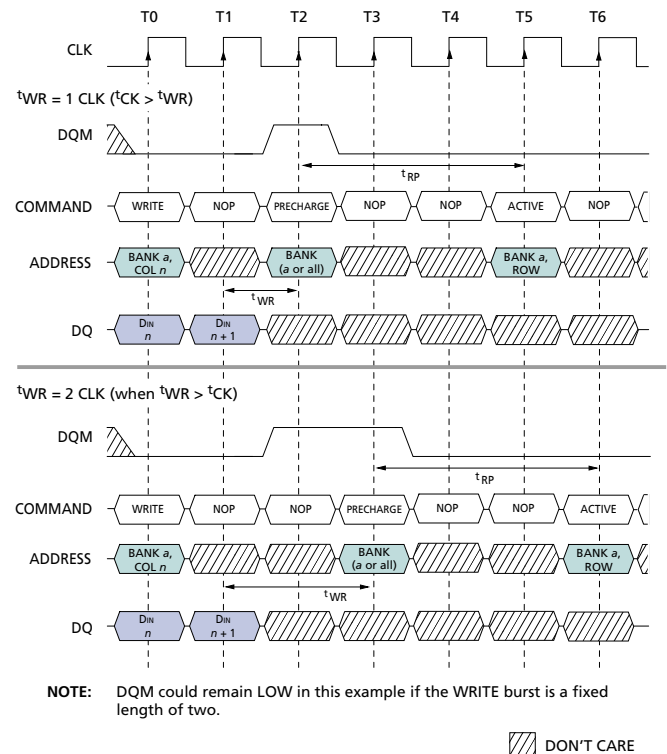 T0 T1 T2 T3 T4 T5 T6
CLK
tWR = 1 CLK (tCK > tWR)
DQM
tRP
COMMAND WRITE NOP PRECHARGE NOP NOP ACTIVE NOP
ADDRESS BANK a, COL n BANK (a or all) BANK a, ROW
tWR
DQ DIN n DIN n + 1
tWR = 2 CLK (when tWR > tCK)
DQM
tRP
COMMAND WRITE NOP NOP PRECHARGE NOP NOP ACTIVE
ADDRESS BANK a, COL n BANK (a or all) BANK a, ROW
tWR
DQ DIN n DIN n + 1
NOTE: DQM could remain LOW in this example if the WRITE burst is a fixed
length of two.
DON'T CARE